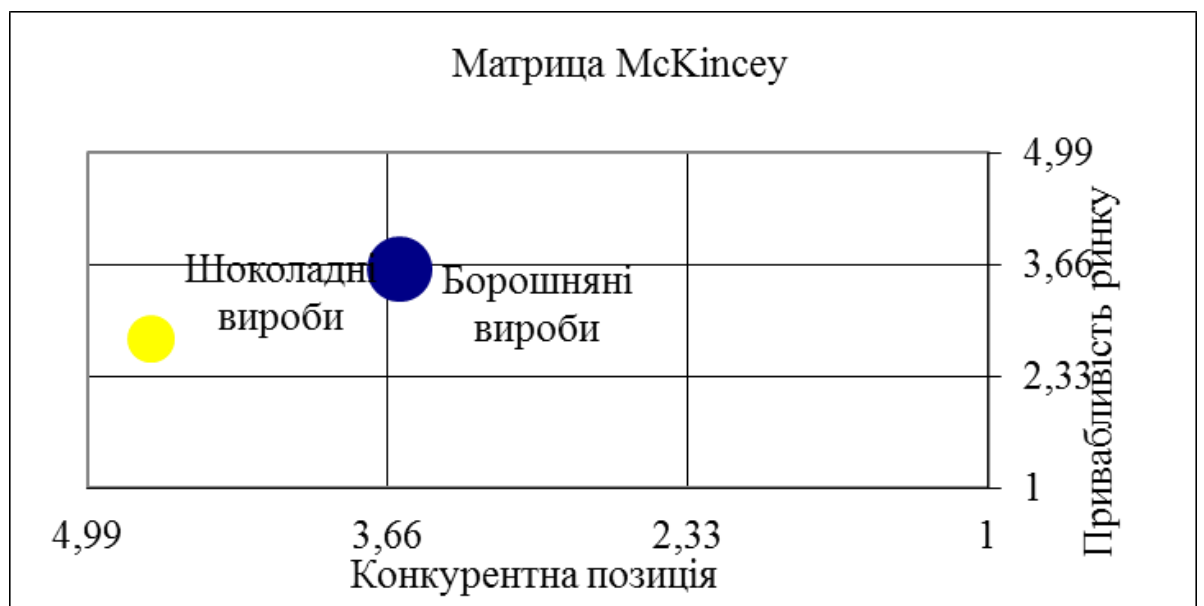 Матрица McKincey
4,99
Шоколадні
вироби
Борошняні
вироби
3,66
2,33
1
Привабливість ринку
4,99
3,66
2,33
1
Конкурентна позиція